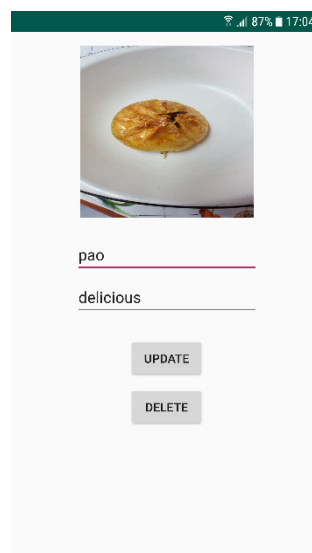 87% 17:04
pao
delicious
UPDATE
DELETE